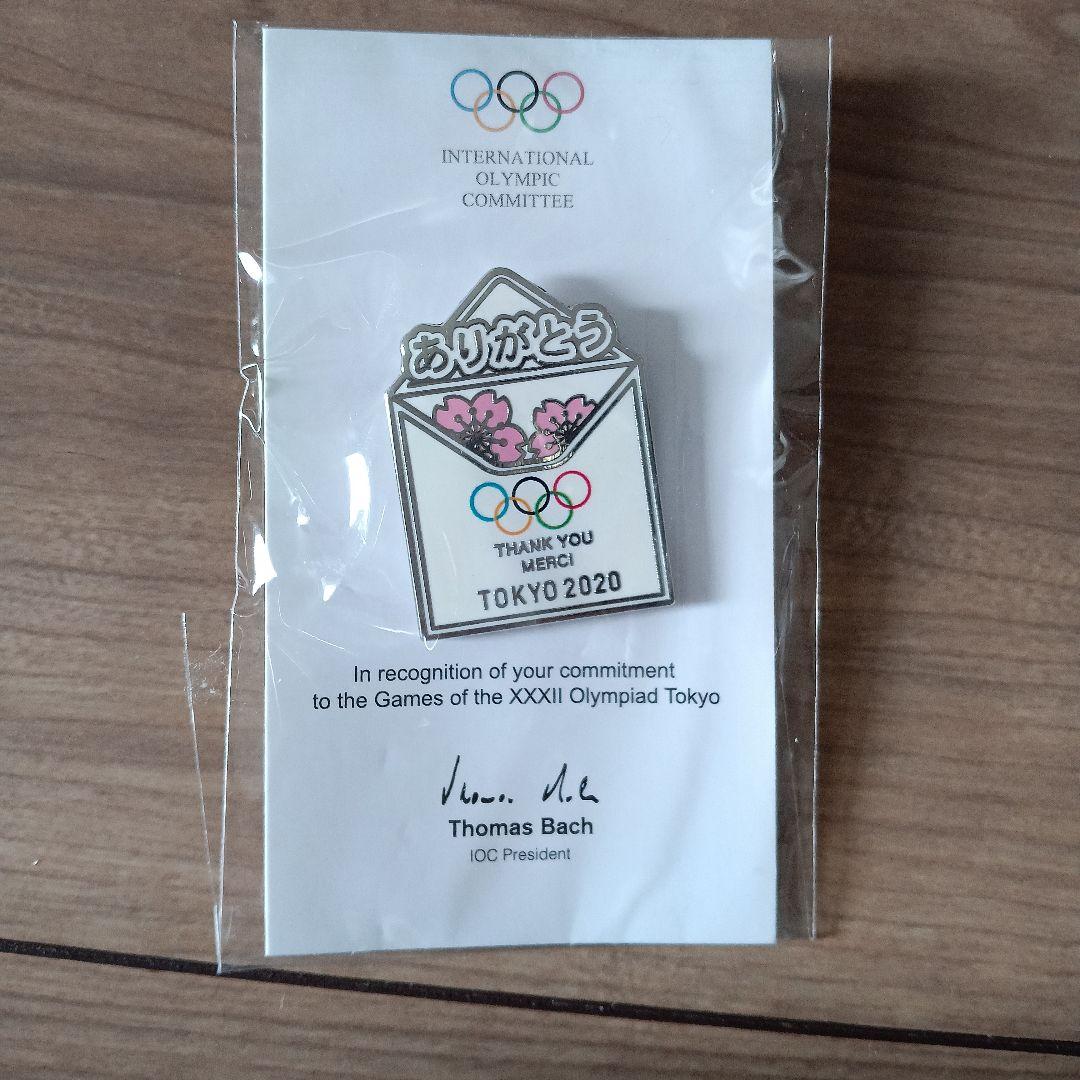 INTERNATIONAL
OLYMPIC
COMMITTEE
ありがとう
THANK YOU
MERCI
TOKYO 2020
In recognition of your commitment
to the Games of the XXXII Olympiad Tokyo
Thomas Bach
IOC President